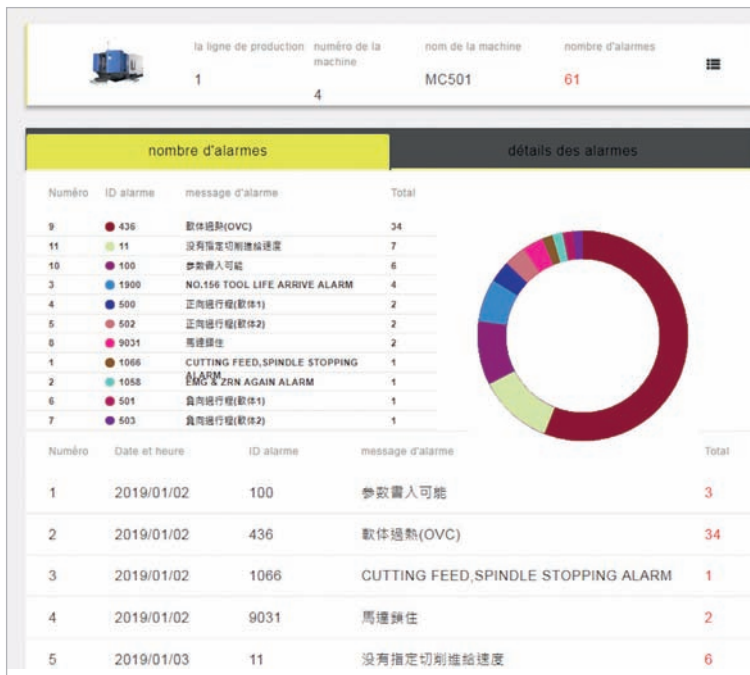 la ligne de production numéro de la machine nom de la machine nombre d'alarmes
1 4 MC501 61
nombre d'alarmes détails des alarmes
Numéro ID alarme message d'alarme Total
9 436 軟体過熱(OVC) 34
11 11 没有指定切削進給速度 7
10 100 参数書入可能 6
3 1900 NO.156 TOOL LIFE ARRIVE ALARM 4
4 500 正向過行程(軟体1) 2
5 502 正向過行程(軟体2) 2
8 9031 馬達鎖住 2
1 1066 CUTTING FEED,SPINDLE STOPPING ALARM 1
2 1058 EMG & ZRN AGAIN ALARM 1
6 501 負向過行程(軟体1) 1
7 503 負向過行程(軟体2) 1
Numéro Date et heure ID alarme message d'alarme Total
1 2019/01/02 100 参数書入可能 3
2 2019/01/02 436 軟体過熱(OVC) 34
3 2019/01/02 1066 CUTTING FEED,SPINDLE STOPPING ALARM 1
4 2019/01/02 9031 馬達鎖住 2
5 2019/01/03 11 没有指定切削進給速度 6